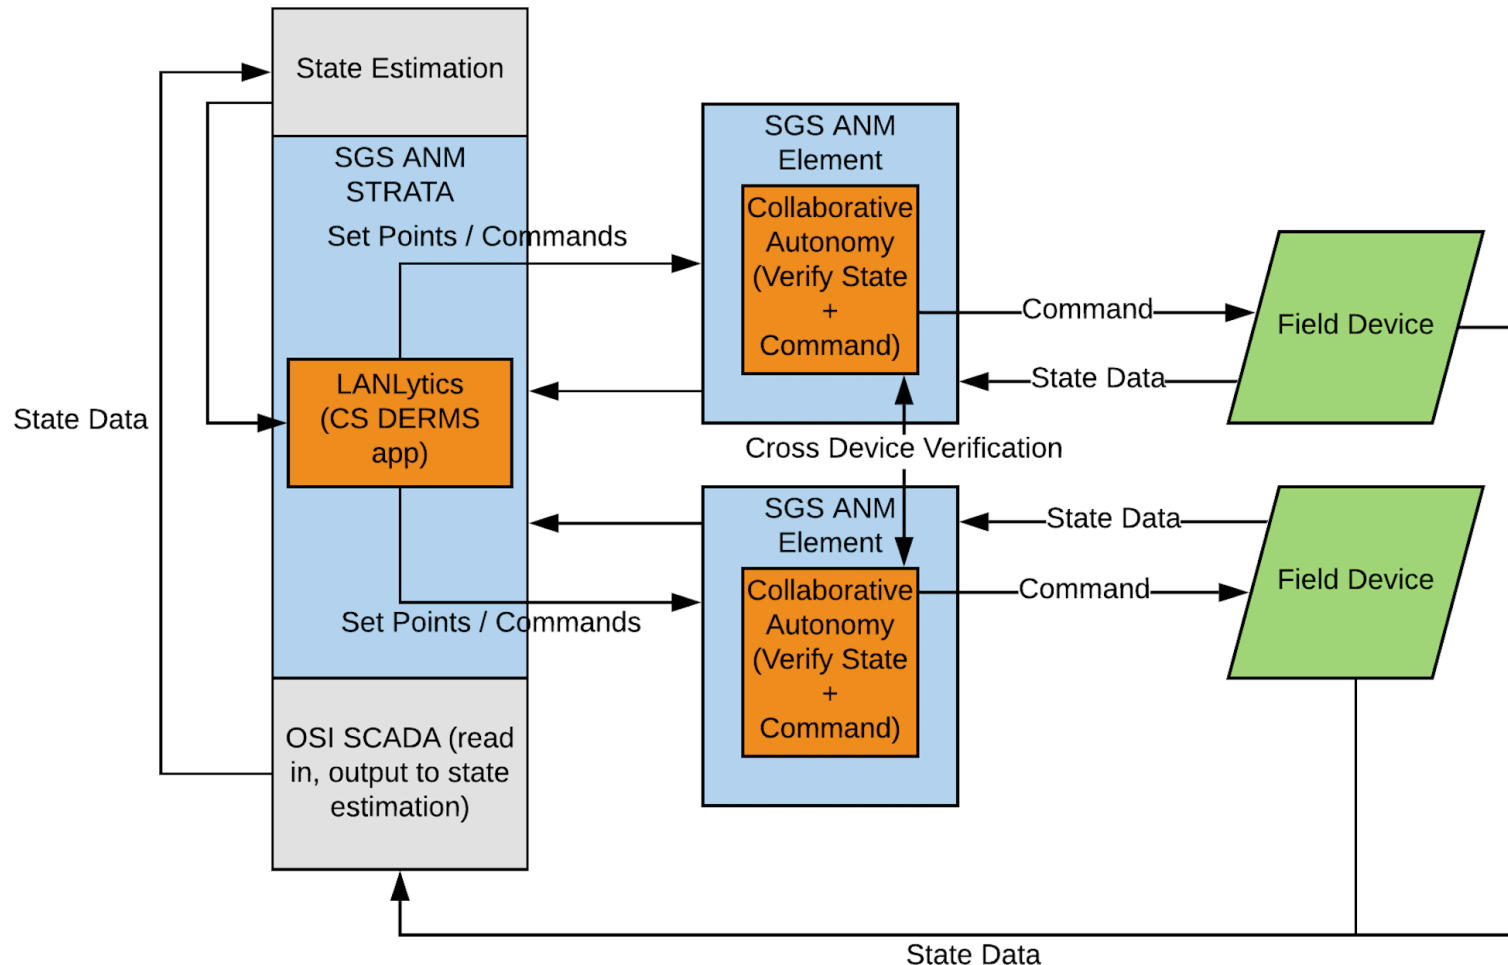 State Estimation
SGS ANM
STRATA
Set Points / Commands
LANLytics
(CS DERMS
app)
State Data
Set Points / Commands
OSI SCADA (read
in, output to state
estimation)
SGS ANM
Element
Collaborative
Autonomy
(Verify State
+
Command)
Command
State Data
Field Device
Cross Device Verification
SGS ANM
Element
Collaborative
Autonomy
(Verify State
+
Command)
State Data
Command
Field Device
State Data